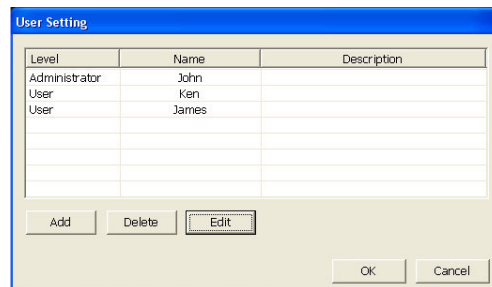 User Setting
Level Name Description
Administrator John
User Ken
User James
Add Delete Edit
OK Cancel